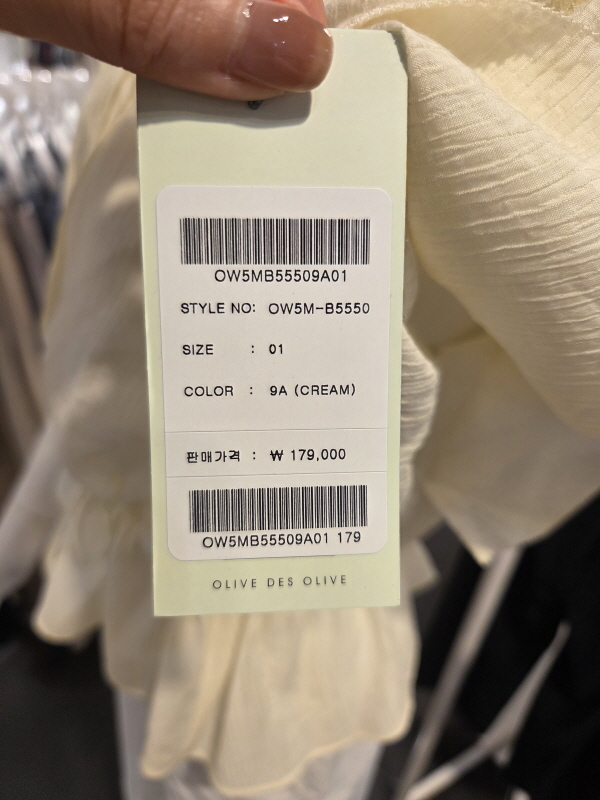 OW5MB55509A01
STYLE NO: OW5M-B5550
SIZE : 01
COLOR : 9A (CREAM)
판매가격 : ₩ 179,000
OW5MB55509A01 179
OLIVE DES OLIVE